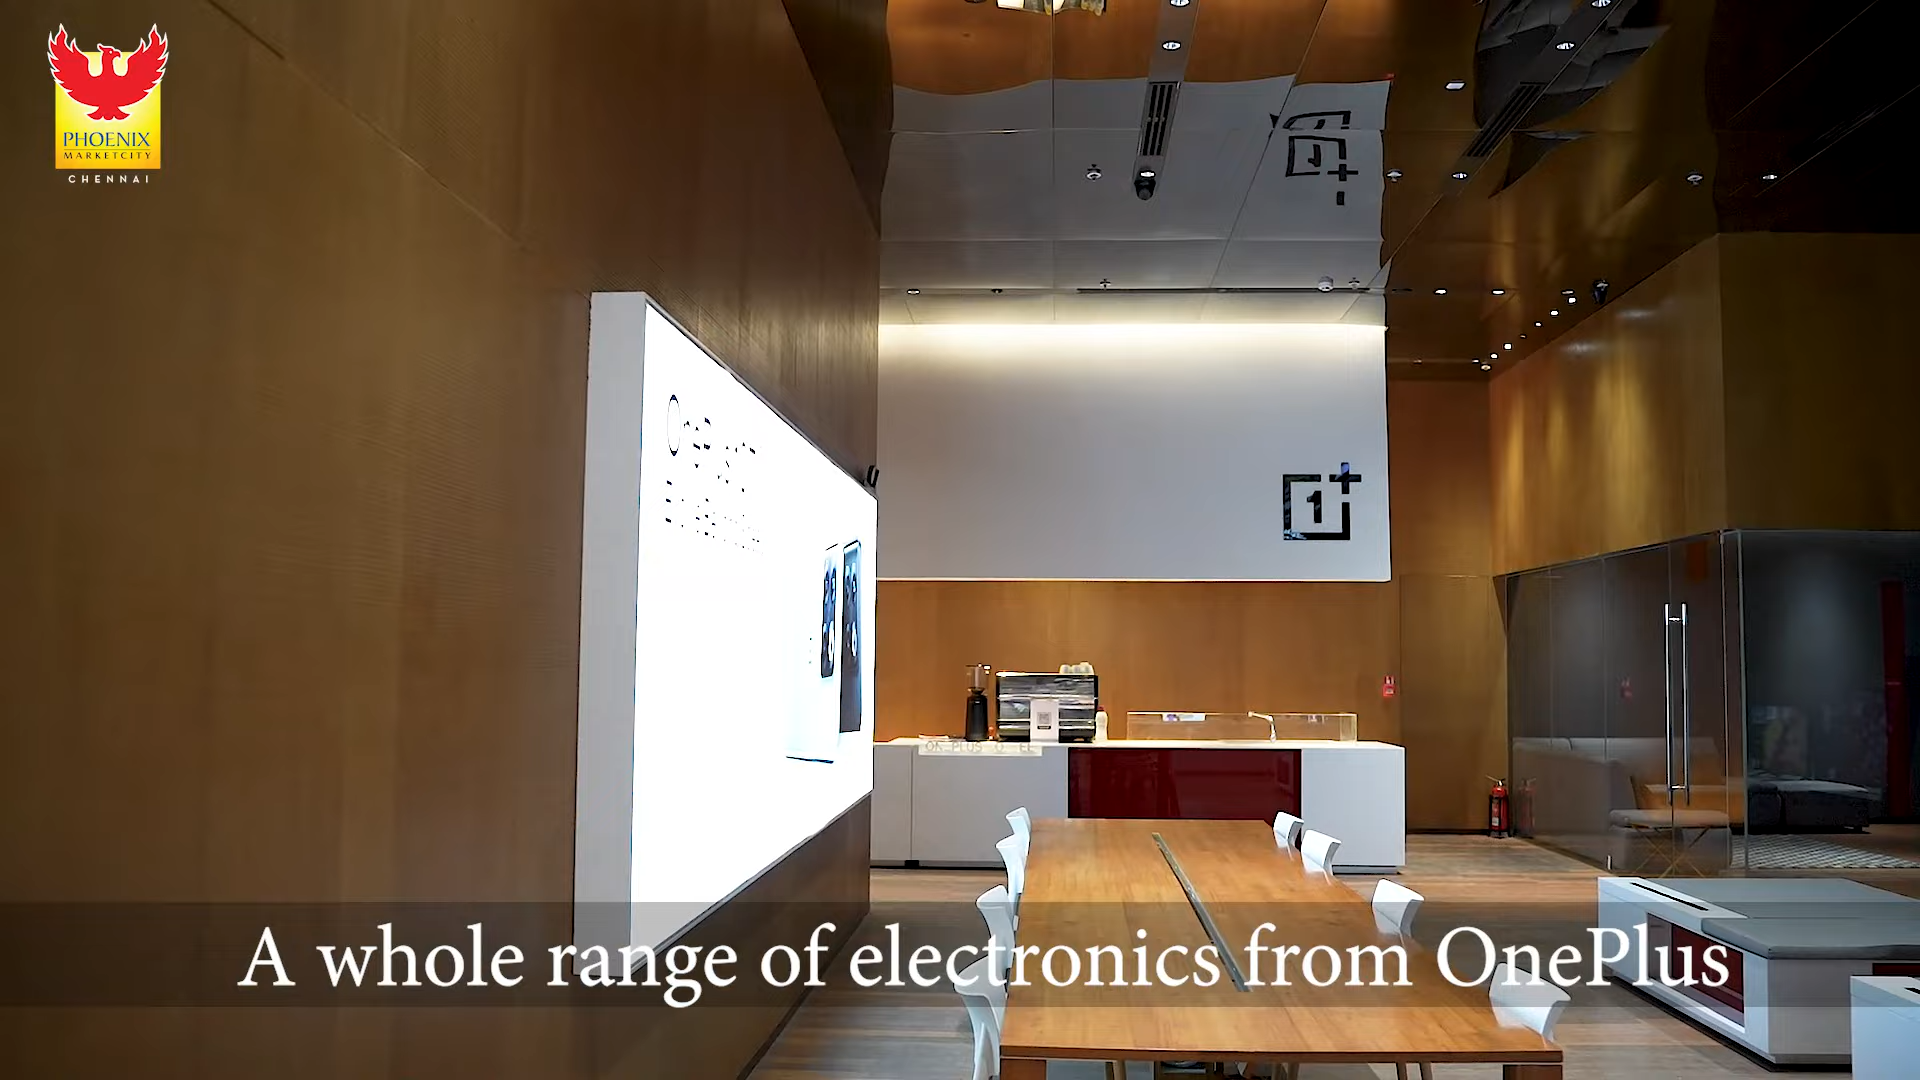 PHOENIX
MARKETCITY
CHENNAI
1+
A whole range of electronics from OnePlus